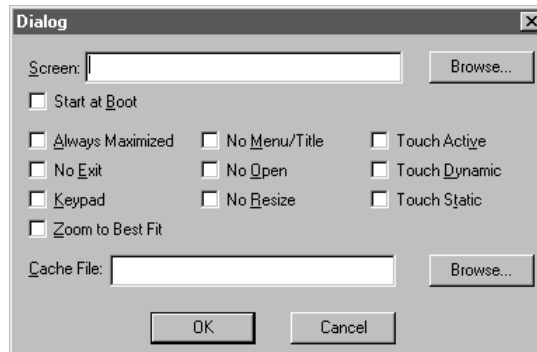 Dialog
Screen: Browse...
Start at Boot
Always Maximized No Menu/Title Touch Active
No Exit No Open Touch Dynamic
Keypad No Resize Touch Static
Zoom to Best Fit
Cache File: Browse...
OK Cancel